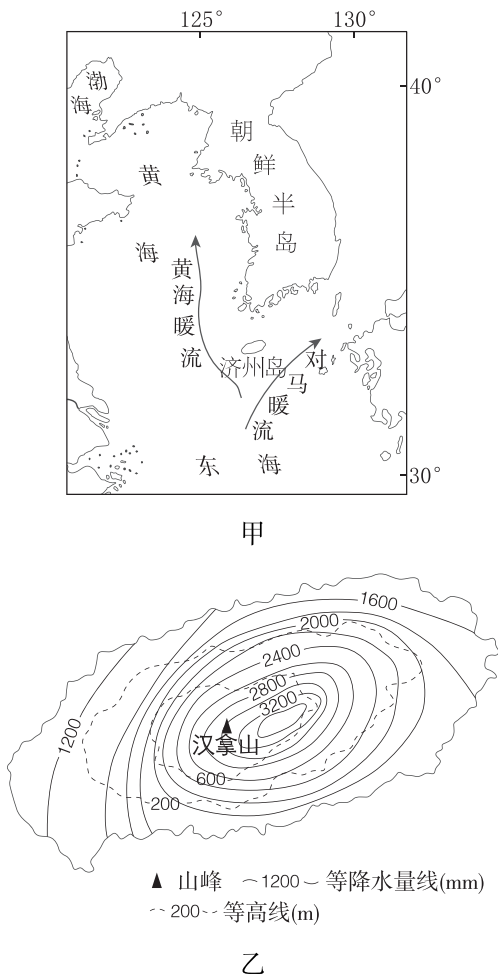 125° 130°
40°
渤海
朝鲜半岛
黄海
黄海暖流
济州岛
对马暖流
东海
30°
甲
1600
2000
2400
2800
3200
1200
汉拿山
600
200
山峰 1200 等降水量线(mm)
200 等高线(m)
乙